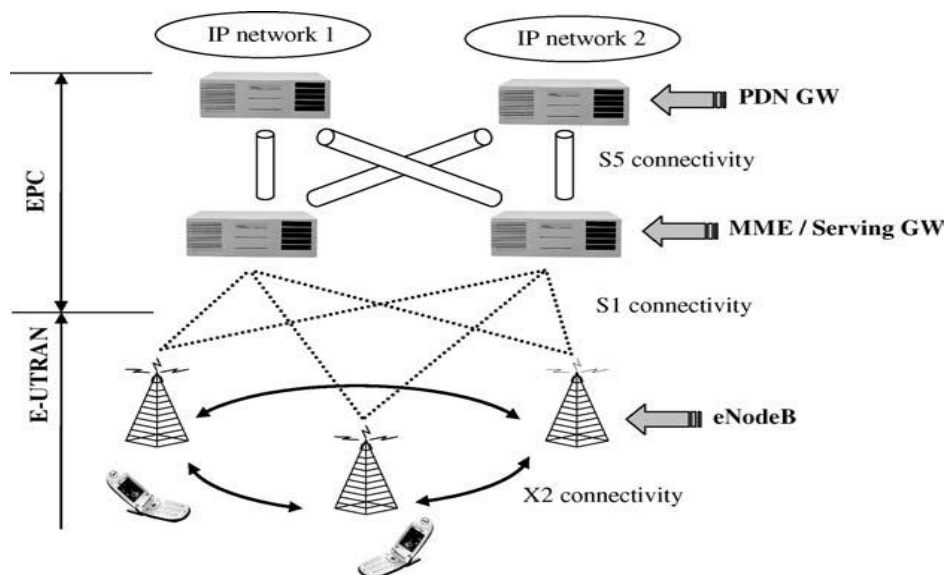 IP network 1
IP network 2
PDN GW
S5 connectivity
EPC
MME / Serving GW
S1 connectivity
E-UTRAN
eNodeB
X2 connectivity